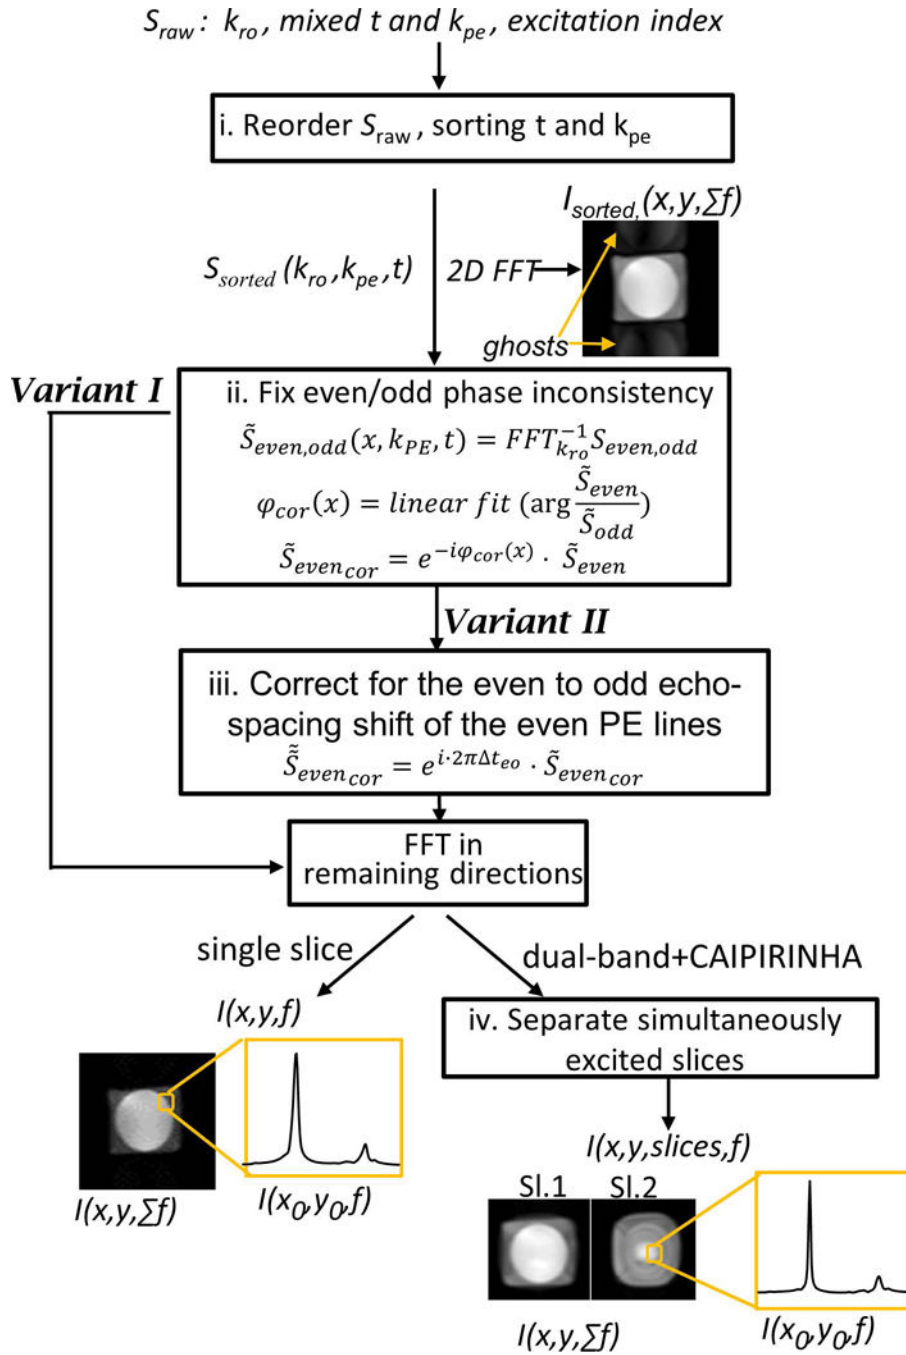 S_raw: k_ro, mixed t and k_pe, excitation index
i. Reorder S_raw, sorting t and k_pe
I_sorted,(x,y,∑f)
S_sorted (k_ro,k_pe,t)
2D FFT
ghosts
Variant I
ii. Fix even/odd phase inconsistency
S̃_even,odd(x, k_PE, t) = FFT^{-1}_{k_ro} S_even,odd
φ_cor(x) = linear fit (arg S̃_even / S̃_odd)
S̃_even_cor = e^{-iφ_cor(x)} · S̃_even
Variant II
iii. Correct for the even to odd echo-
spacing shift of the even PE lines
S̃̃_even_cor = e^{i·2πΔt_eo} · S̃_even_cor
FFT in
remaining directions
single slice
dual-band+CAIPIRINHA
I(x,y,f)
iv. Separate simultaneously
excited slices
I(x,y,slices,f)
I(x,y,∑f)
I(x_0,y_0,f)
Sl.1
Sl.2
I(x,y,∑f)
I(x_0,y_0,f)